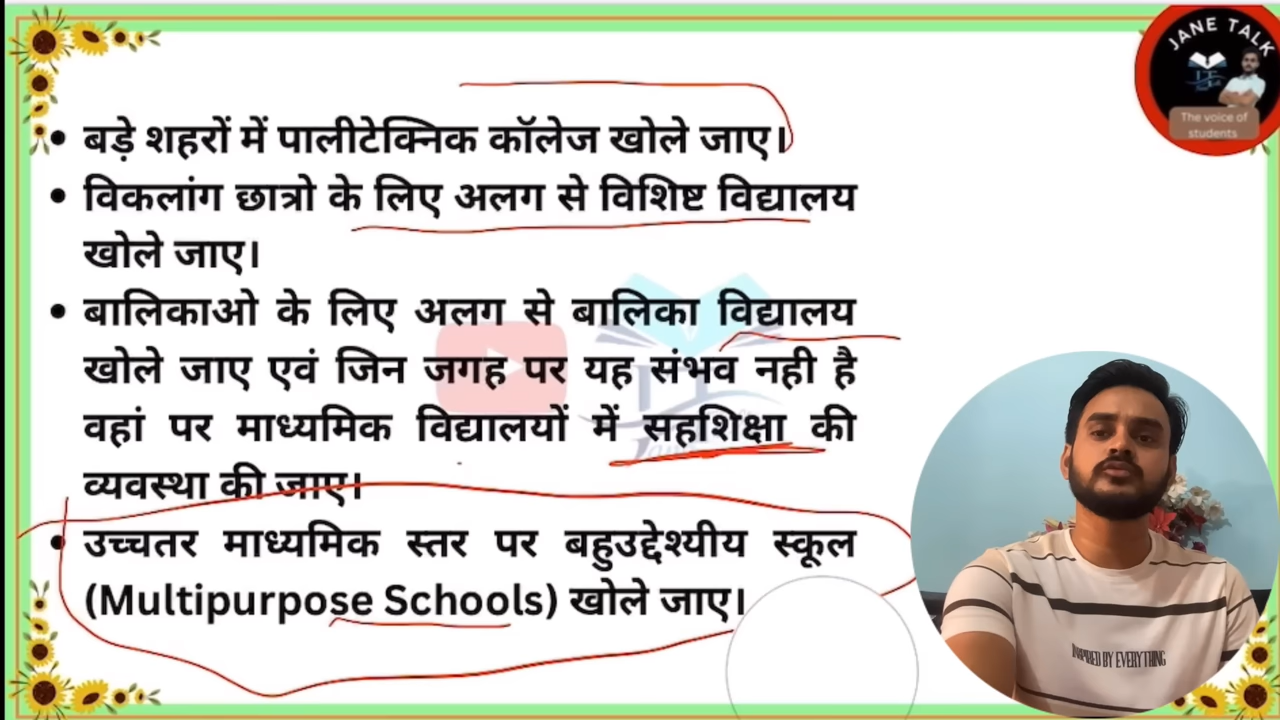 JANE TALK
The voice of
students
• बड़े शहरों में पालीटेक्निक कॉलेज खोले जाए।
• विकलांग छात्रो के लिए अलग से विशिष्ट विद्यालय
खोले जाए।
• बालिकाओ के लिए अलग से बालिका विद्यालय
खोले जाए एवं जिन जगह पर यह संभव नही है
वहां पर माध्यमिक विद्यालयों में सहशिक्षा की
व्यवस्था की जाए।
• उच्चतर माध्यमिक स्तर पर बहुउद्देश्यीय स्कूल
(Multipurpose Schools) खोले जाए।
INSPIRED BY EVERYTHING